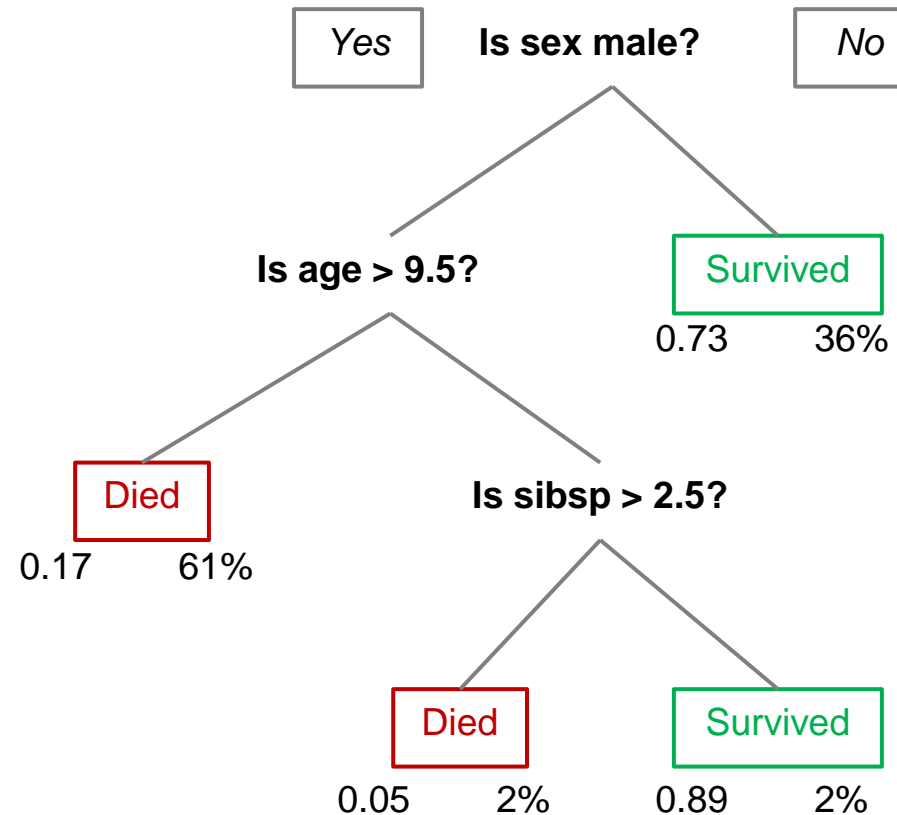 Yes Is sex male? No
Is age > 9.5? Survived
0.73 36%
Died Is sibsp > 2.5?
0.17 61%
Died Survived
0.05 2% 0.89 2%